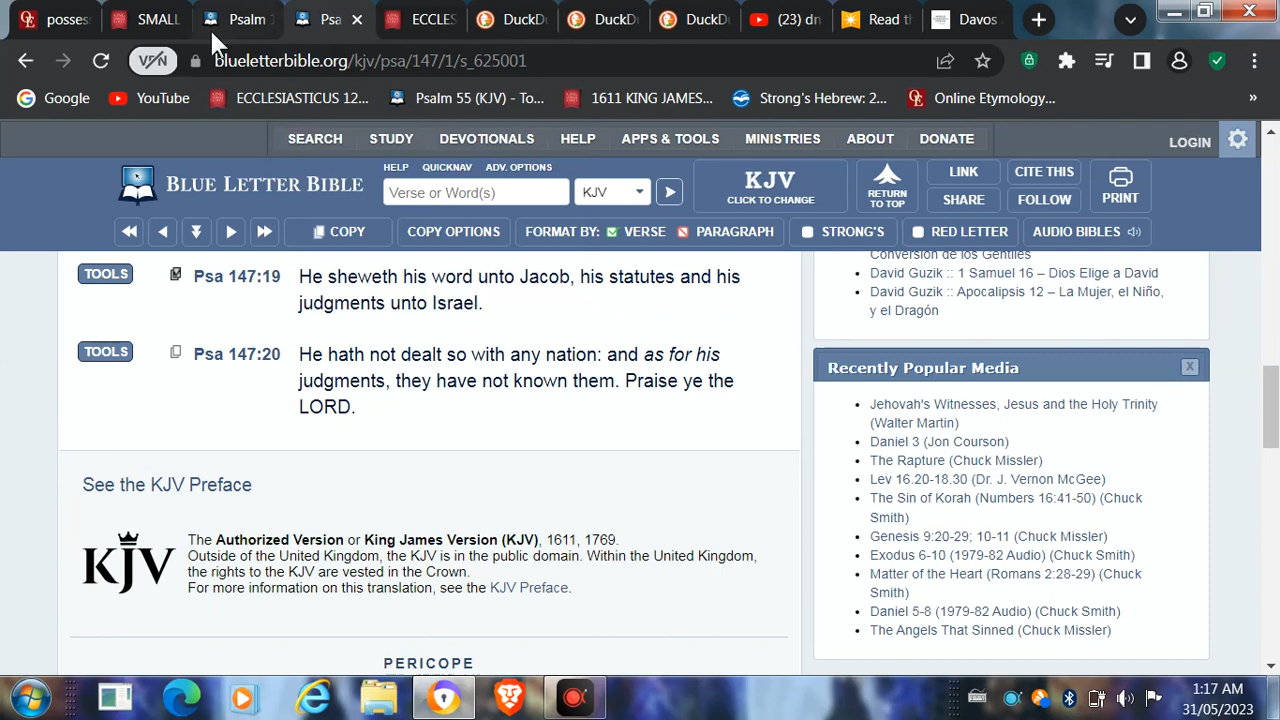 posses
SMALL
Psalm 1
Psa
ECCLES
DuckD
DuckD
DuckD
(23) d
Read th
Davos
VPN
blueletterbible.org/kjv/psa/147/1/s_625001
Google
YouTube
ECCLESIASTICUS 12...
Psalm 55 (KJV) - To...
1611 KING JAMES...
Strong's Hebrew: 2...
Online Etymology...
»
SEARCH STUDY DEVOTIONALS HELP APPS & TOOLS MINISTRIES ABOUT DONATE
LOGIN
BLUE LETTER BIBLE
HELP QUICKNAV ADV. OPTIONS
Verse or Word(s)
KJV
KJV
CLICK TO CHANGE
RETURN
TO TOP
LINK
CITE THIS
SHARE
FOLLOW
PRINT
COPY
COPY OPTIONS
FORMAT BY: VERSE PARAGRAPH
STRONG'S
RED LETTER
AUDIO BIBLES
TOOLS
Psa 147:19
He sheweth his word unto Jacob, his statutes and his
judgments unto Israel.
TOOLS
Psa 147:20
He hath not dealt so with any nation: and as for his
judgments, they have not known them. Praise ye the
LORD.
See the KJV Preface
KJV
The Authorized Version or King James Version (KJV), 1611, 1769.
Outside of the United Kingdom, the KJV is in the public domain. Within the United Kingdom,
the rights to the KJV are vested in the Crown.
For more information on this translation, see the KJV Preface.
PERICOPE
Conversión de los Gentiles
David Guzik :: 1 Samuel 16 – Dios Elige a David
David Guzik :: Apocalipsis 12 – La Mujer, el Niño,
y el Dragón
Recently Popular Media
X
Jehovah's Witnesses, Jesus and the Holy Trinity
(Walter Martin)
Daniel 3 (Jon Courson)
The Rapture (Chuck Missler)
Lev 16.20-18.30 (Dr. J. Vernon McGee)
The Sin of Korah (Numbers 16:41-50) (Chuck
Smith)
Genesis 9:20-29; 10-11 (Chuck Missler)
Exodus 6-10 (1979-82 Audio) (Chuck Smith)
Matter of the Heart (Romans 2:28-29) (Chuck
Smith)
Daniel 5-8 (1979-82 Audio) (Chuck Smith)
The Angels That Sinned (Chuck Missler)
1:17 AM
31/05/2023